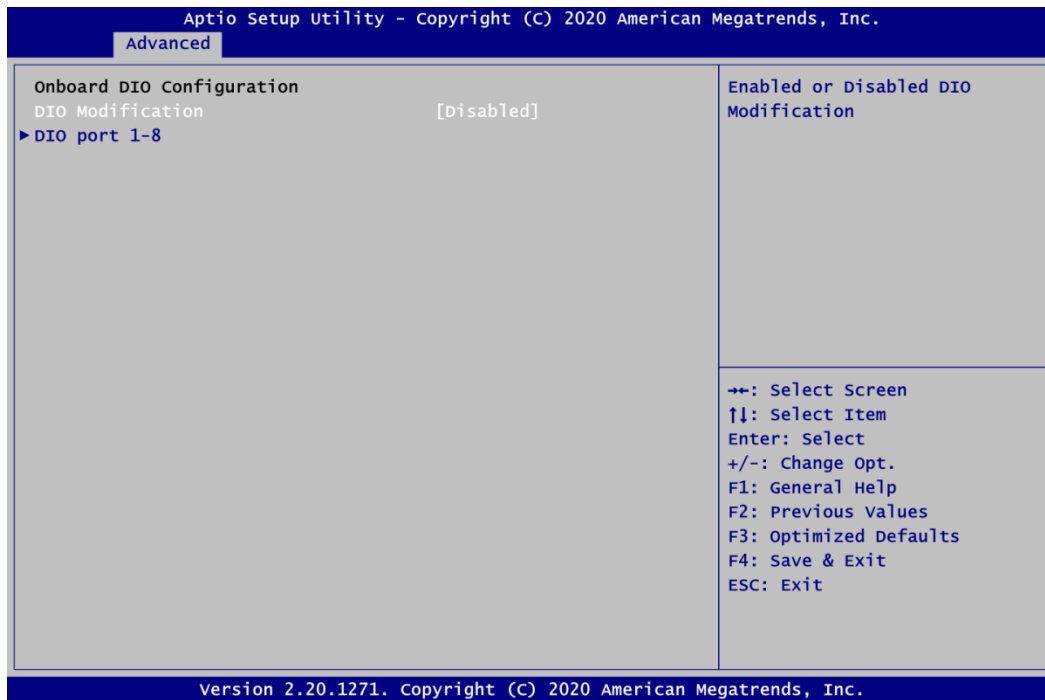 Aptio Setup Utility - Copyright (C) 2020 American Megatrends, Inc.
Advanced
Onboard DIO Configuration
DIO Modification [Disabled]
►DIO port 1-8
Enabled or Disabled DIO
Modification
→←: Select Screen
↑↓: Select Item
Enter: Select
+/-: Change Opt.
F1: General Help
F2: Previous Values
F3: Optimized Defaults
F4: Save & Exit
ESC: Exit
Version 2.20.1271. Copyright (C) 2020 American Megatrends, Inc.